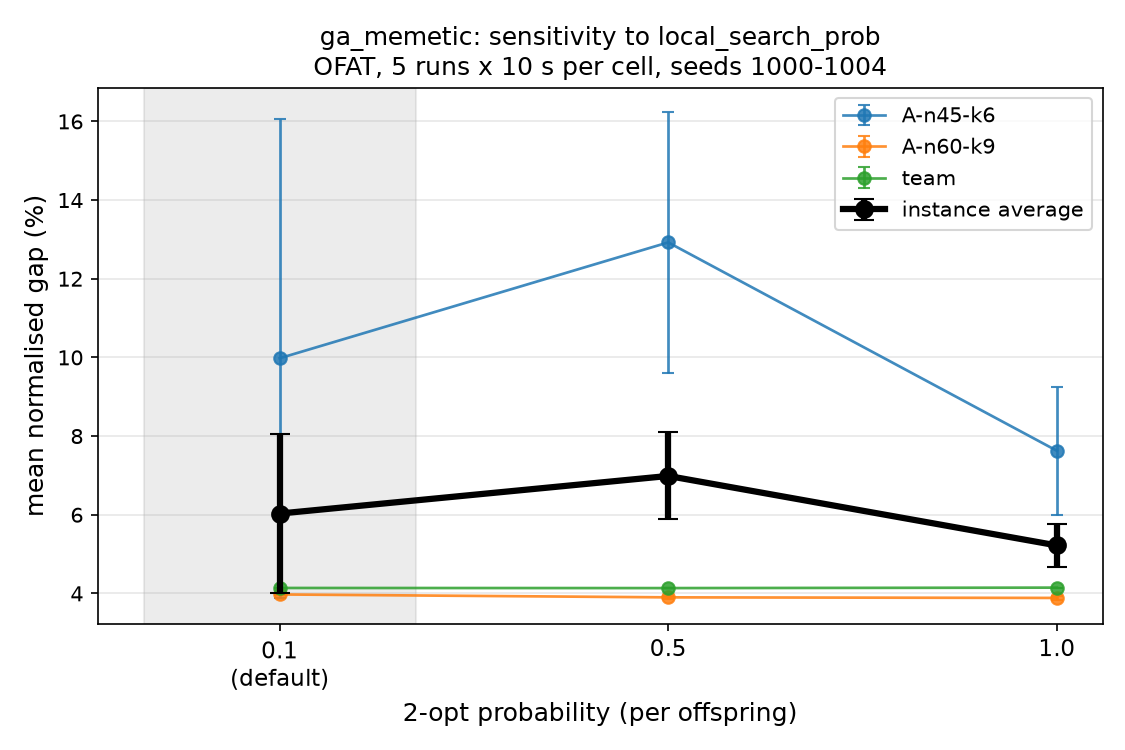 ga_memetic: sensitivity to local_search_prob
OFAT, 5 runs x 10 s per cell, seeds 1000-1004
A-n45-k6
A-n60-k9
team
instance average
mean normalised gap (%)
16
14
12
10
8
6
4
0.1
(default)
0.5
1.0
2-opt probability (per offspring)